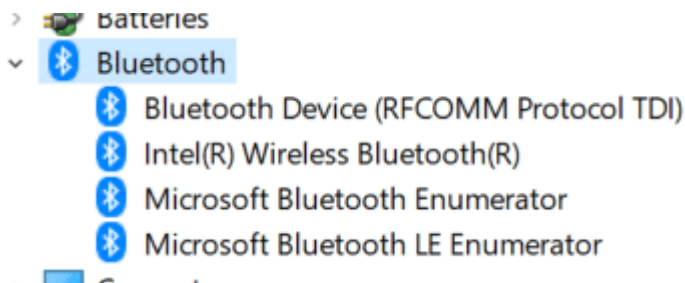 Batteries
Bluetooth
Bluetooth Device (RFCOMM Protocol TDI)
Intel(R) Wireless Bluetooth(R)
Microsoft Bluetooth Enumerator
Microsoft Bluetooth LE Enumerator